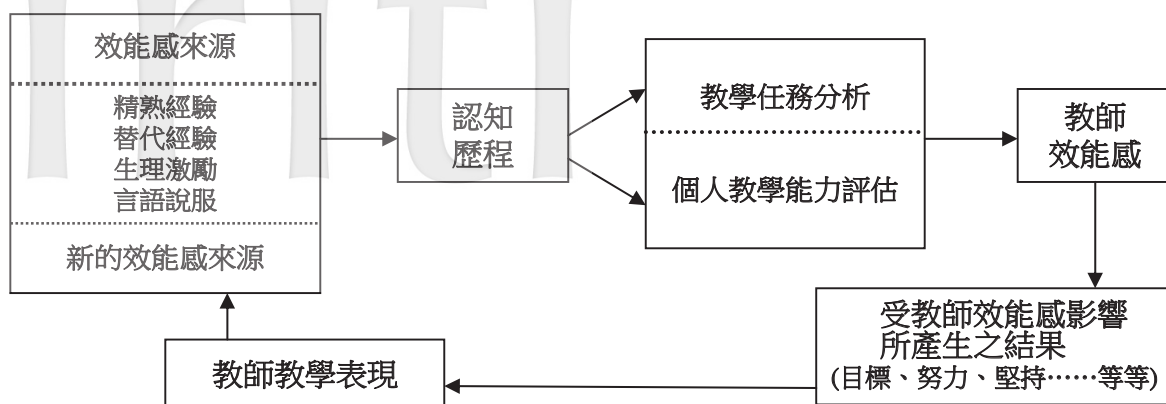 效能感來源
精熟經驗
替代經驗
生理激勵
言語說服
新的效能感來源
認知
歷程
教學任務分析
個人教學能力評估
教師
效能感
受教師效能感影響
所產生之結果
(目標、努力、堅持……等等)
教師教學表現